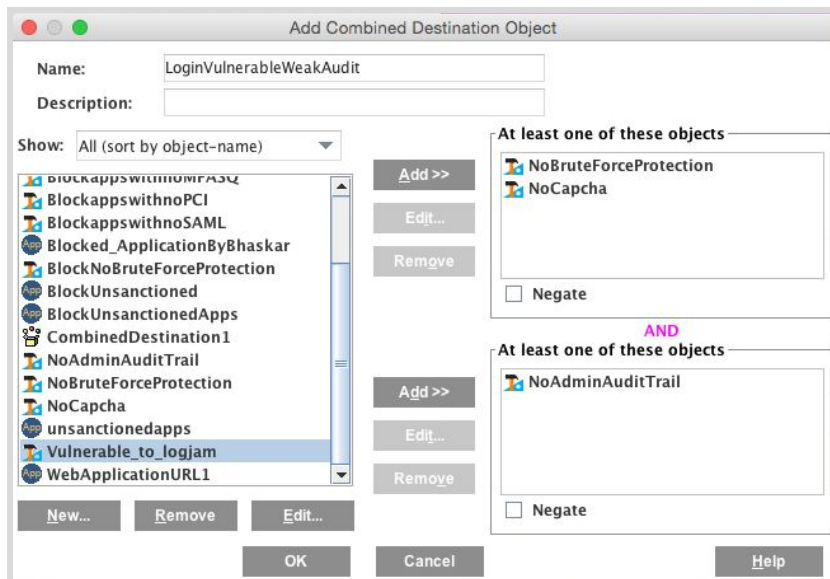 Add Combined Destination Object
Name: LoginVulnerableWeakAudit
Description:
Show: All (sort by object-name)
BlockappswithnoPCI
BlockappswithnoSAML
Blocked_ApplicationByBhaskar
BlockNoBruteForceProtection
BlockUnsanctioned
BlockUnsanctionedApps
CombinedDestination1
NoAdminAuditTrail
NoBruteForceProtection
NoCapcha
unsanctionedapps
Vulnerable_to_logjam
WebApplicationURL1
New... Remove Edit...
Add >>
Edit...
Remove
At least one of these objects
NoBruteForceProtection
NoCapcha
Negate
AND
Add >>
Edit...
Remove
At least one of these objects
NoAdminAuditTrail
Negate
OK Cancel Help